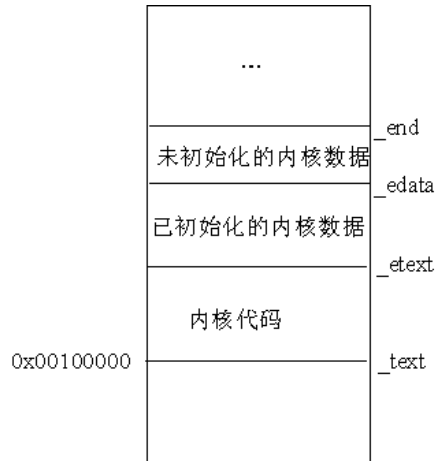 ...
_end
未初始化的内核数据
_edata
已初始化的内核数据
_etext
内核代码
0x00100000
_text